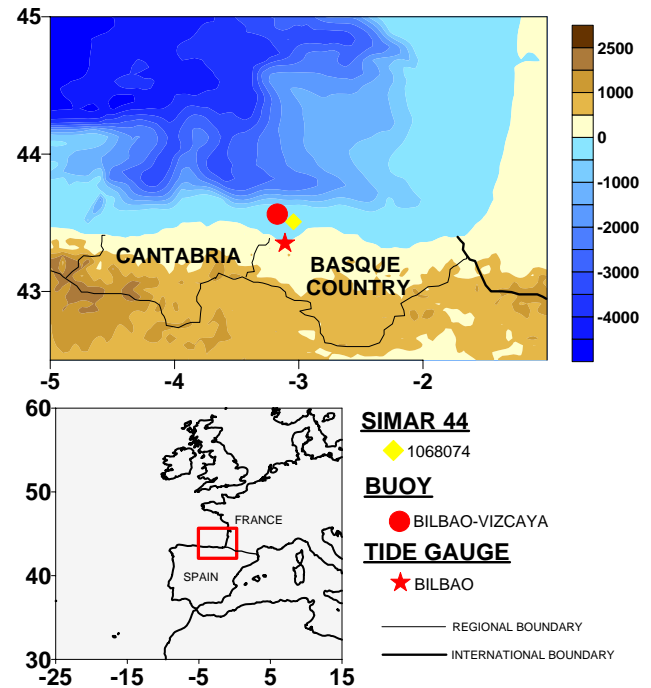 45
44
43
-5
-4
-3
-2
CANTABRIA
BASQUE
COUNTRY
2500
1000
0
-1000
-2000
-3000
-4000
60
50
40
30
-25
-15
-5
5
15
FRANCE
SPAIN
SIMAR 44
1068074
BUOY
BILBAO-VIZCAYA
TIDE GAUGE
BILBAO
REGIONAL BOUNDARY
INTERNATIONAL BOUNDARY